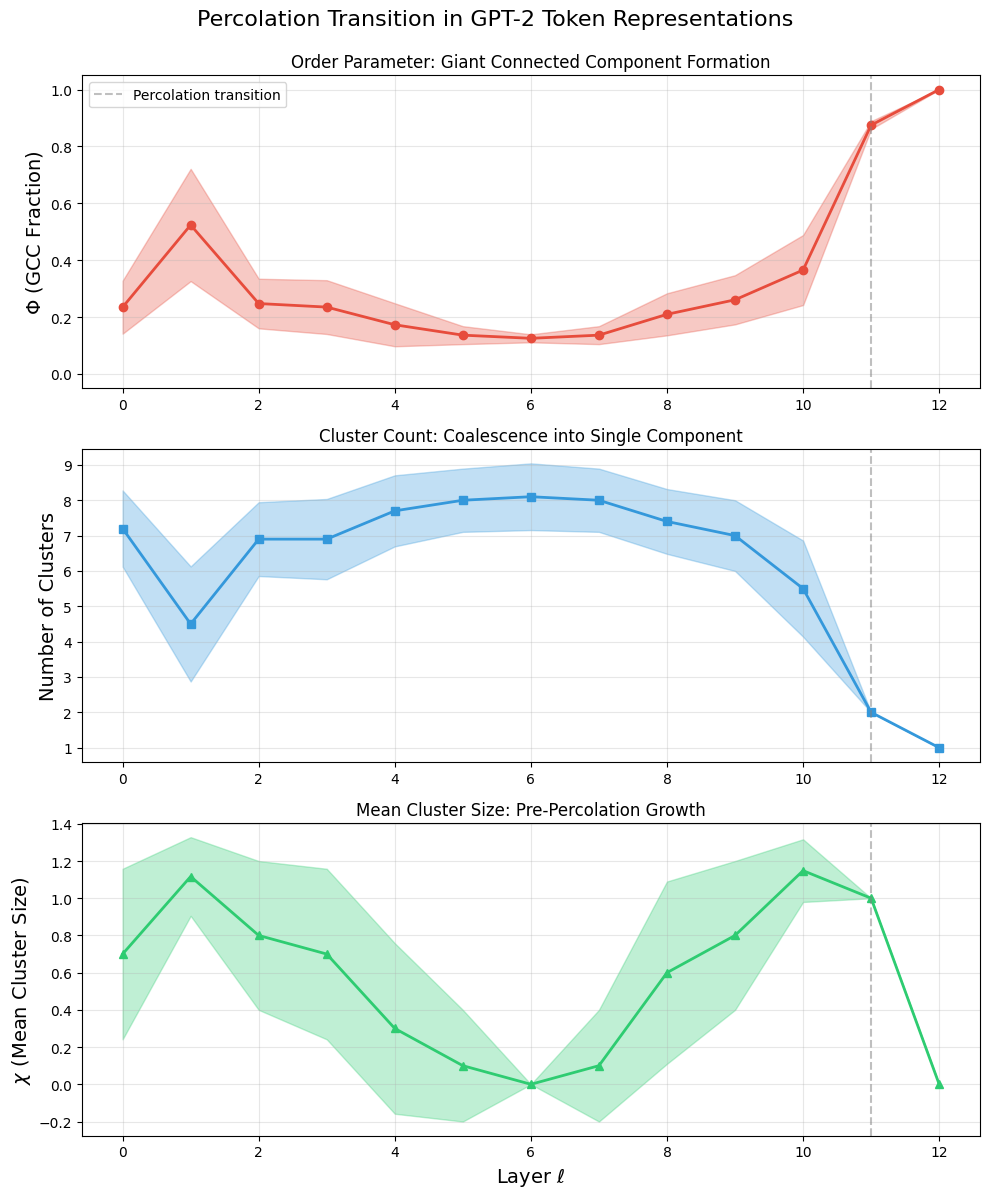 Percolation Transition in GPT-2 Token Representations
Order Parameter: Giant Connected Component Formation
Percolation transition
Φ (GCC Fraction)
1.0
0.8
0.6
0.4
0.2
0.0
0 2 4 6 8 10 12
Cluster Count: Coalescence into Single Component
Number of Clusters
9
8
7
6
5
4
3
2
1
0 2 4 6 8 10 12
Mean Cluster Size: Pre-Percolation Growth
χ (Mean Cluster Size)
1.4
1.2
1.0
0.8
0.6
0.4
0.2
0.0
−0.2
0 2 4 6 8 10 12
Layer ℓ